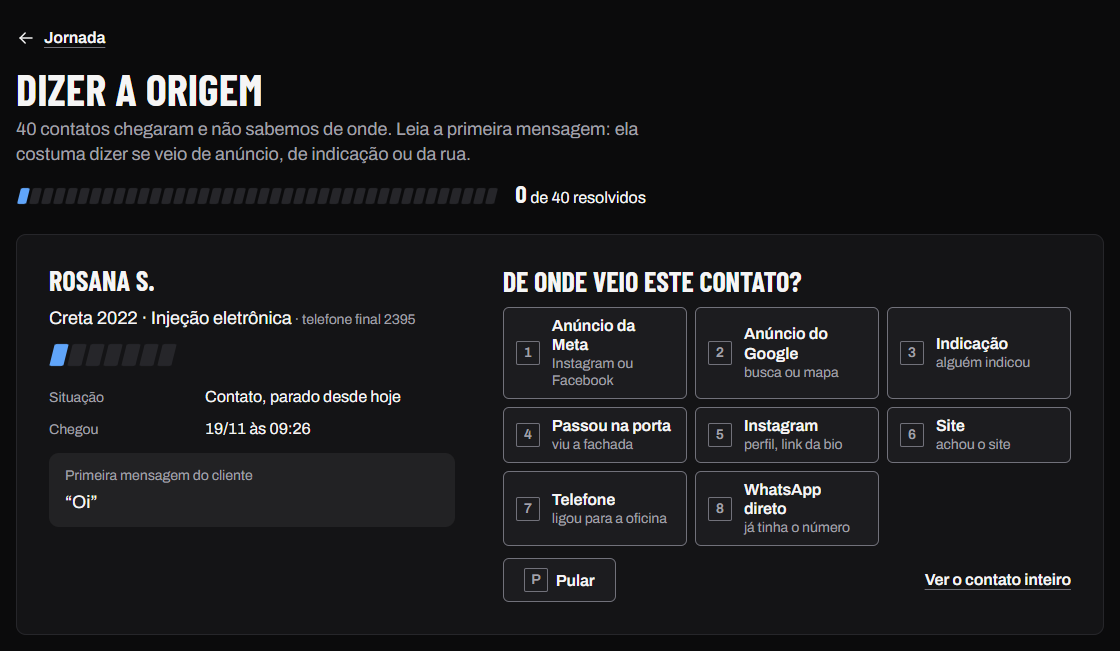 ← Jornada
DIZER A ORIGEM
40 contatos chegaram e não sabemos de onde. Leia a primeira mensagem: ela
costuma dizer se veio de anúncio, de indicação ou da rua.
0 de 40 resolvidos
ROSANA S.
Creta 2022 · Injeção eletrônica · telefone final 2395
Situação Contato, parado desde hoje
Chegou 19/11 às 09:26
Primeira mensagem do cliente
“Oi”
DE ONDE VEIO ESTE CONTATO?
1
Anúncio da
Meta
Instagram ou
Facebook
2
Anúncio do
Google
busca ou mapa
3
Indicação
alguém indicou
4
Passou na porta
viu a fachada
5
Instagram
perfil, link da bio
6
Site
achou o site
7
Telefone
ligou para a oficina
8
WhatsApp
direto
já tinha o número
P Pular
Ver o contato inteiro